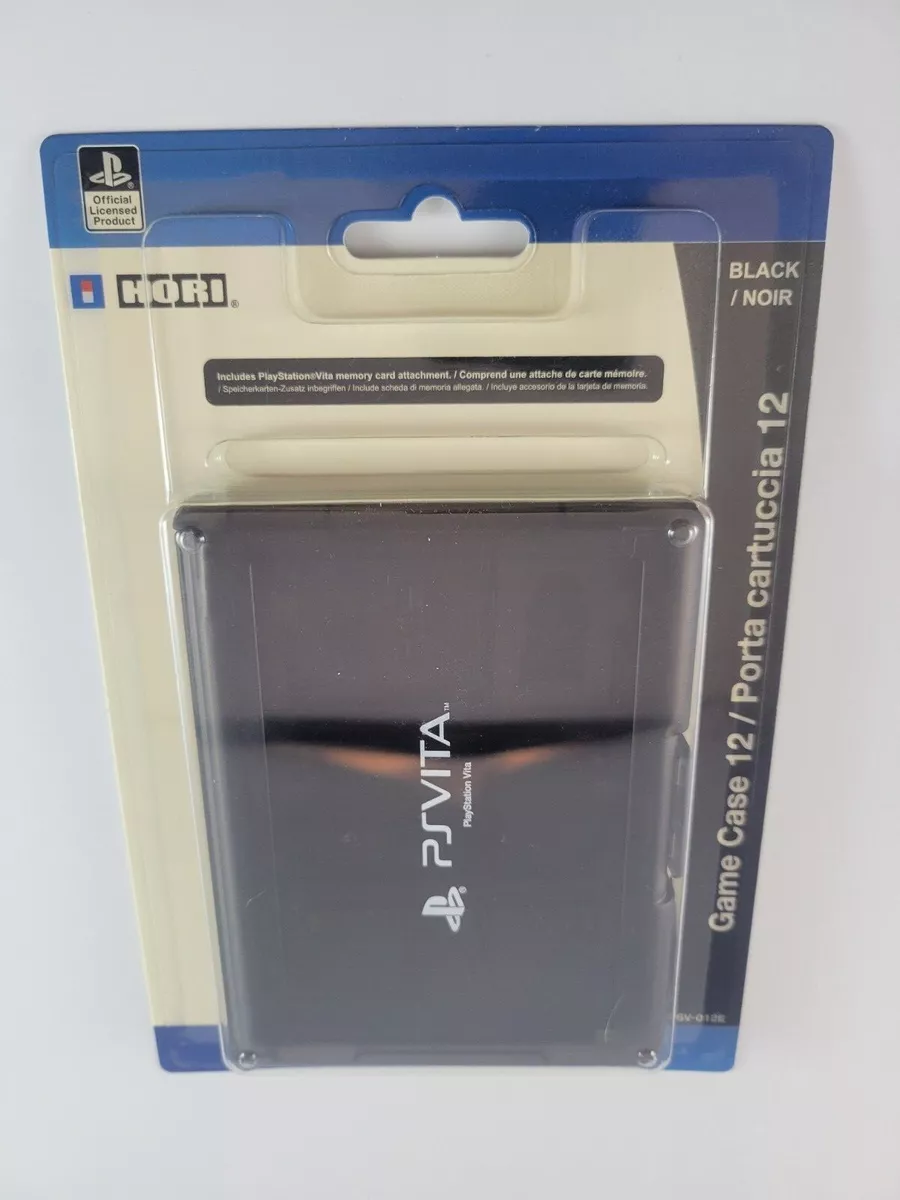 Official
Licensed
Product
HORI®
BLACK
/ NOIR
Includes PlayStation®Vita memory card attachment. / Comprend une attache de carte mémoire.
/ Speicherkarten-Zusatz inbegriffen / Include scheda di memoria allegata. / Incluye accesorio de la tarjeta de memoria.
Game Case 12 / Porta cartuccia 12
PSVITA™
PlayStation Vita